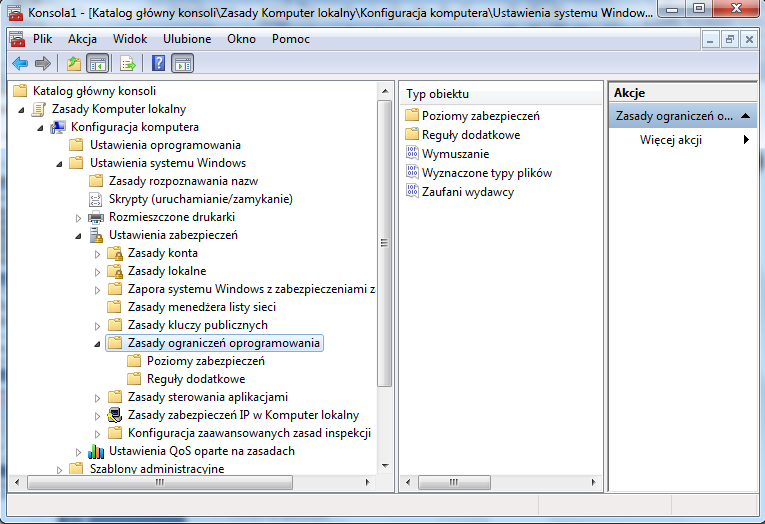 Konsola1 - [Katalog główny konsoli\Zasady Komputer lokalny\Konfiguracja komputera\Ustawienia systemu Window...
Plik Akcja Widok Ulubione Okno Pomoc
Katalog główny konsoli
Zasady Komputer lokalny
Konfiguracja komputera
Ustawienia oprogramowania
Ustawienia systemu Windows
Zasady rozpoznawania nazw
Skrypty (uruchamianie/zamykanie)
Rozmieszczone drukarki
Ustawienia zabezpieczeń
Zasady konta
Zasady lokalne
Zapora systemu Windows z zabezpieczeniami z
Zasady menedżera listy sieci
Zasady kluczy publicznych
Zasady ograniczeń oprogramowania
Poziomy zabezpieczeń
Reguły dodatkowe
Zasady sterowania aplikacjami
Zasady zabezpieczeń IP w Komputer lokalny
Konfiguracja zaawansowanych zasad inspekcji
Ustawienia QoS oparte na zasadach
Szablony administracyjne
Typ obiektu
Poziomy zabezpieczeń
Reguły dodatkowe
Wymuszanie
Wyznaczone typy plików
Zaufani wydawcy
Akcje
Zasady ograniczeń o...
Więcej akcji